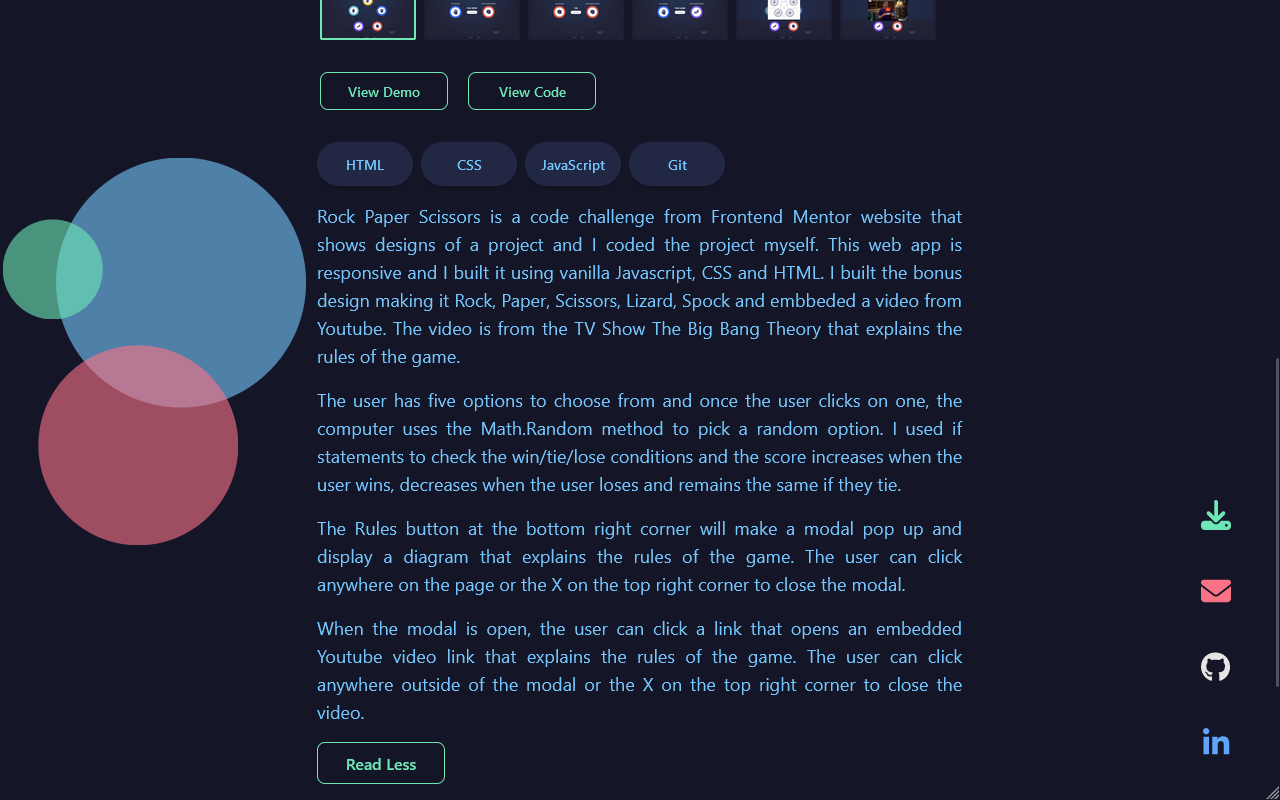 View Demo
View Code
HTML
CSS
JavaScript
Git
Rock Paper Scissors is a code challenge from Frontend Mentor website that
shows designs of a project and I coded the project myself. This web app is
responsive and I built it using vanilla Javascript, CSS and HTML. I built the bonus
design making it Rock, Paper, Scissors, Lizard, Spock and embbeded a video from
Youtube. The video is from the TV Show The Big Bang Theory that explains the
rules of the game.
The user has five options to choose from and once the user clicks on one, the
computer uses the Math.Random method to pick a random option. I used if
statements to check the win/tie/lose conditions and the score increases when the
user wins, decreases when the user loses and remains the same if they tie.
The Rules button at the bottom right corner will make a modal pop up and
display a diagram that explains the rules of the game. The user can click
anywhere on the page or the X on the top right corner to close the modal.
When the modal is open, the user can click a link that opens an embedded
Youtube video link that explains the rules of the game. The user can click
anywhere outside of the modal or the X on the top right corner to close the
video.
Read Less
in